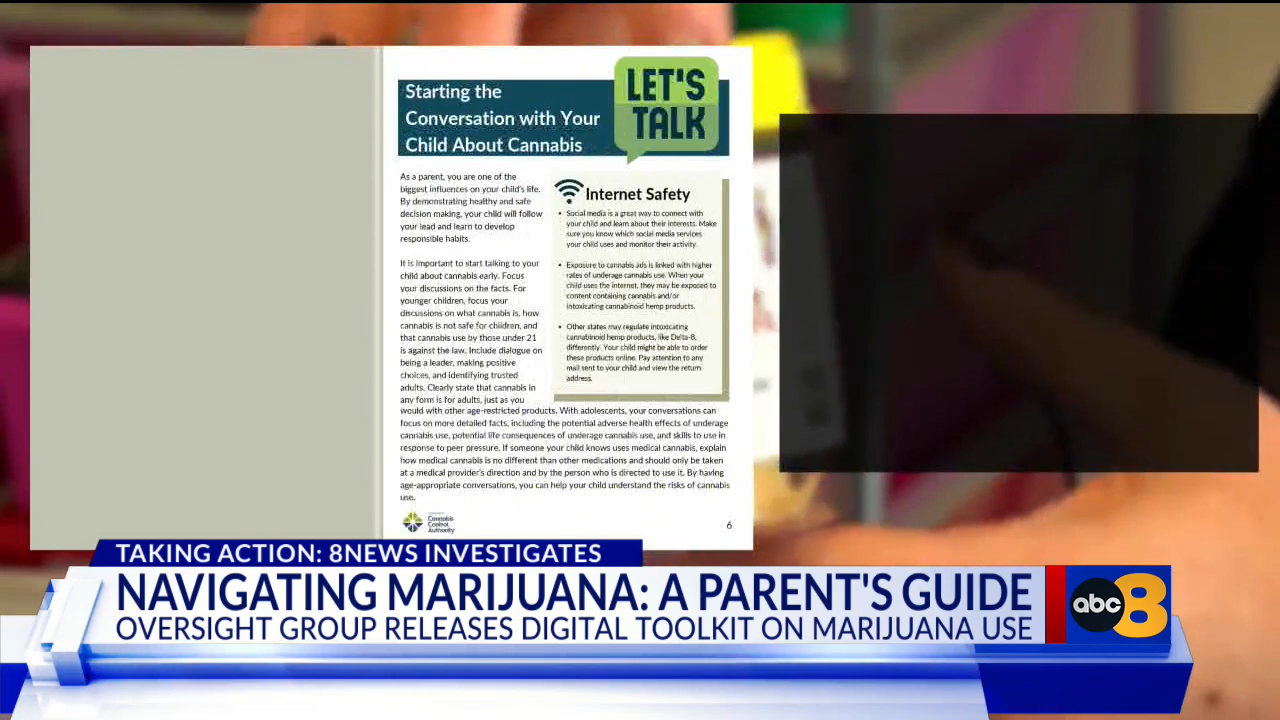 Starting the
Conversation with Your
Child About Cannabis
LET'S
TALK
As a parent, you are one of the
biggest influences on your child's life.
By demonstrating healthy and safe
decision making, your child will follow
your lead and learn to develop
responsible habits.
It is important to start talking to your
child about cannabis early. Focus
your discussions on the facts. For
younger children, focus your
discussions on what cannabis is, how
cannabis is not safe for children, and
that cannabis use by those under 21
is against the law. Include dialogue on
being a leader, making positive
choices, and identifying trusted
adults. Clearly state that cannabis in
any form is for adults, just as you
would with other age-restricted products. With adolescents, your conversations can
focus on more detailed facts, including the potential adverse health effects of underage
cannabis use, potential life consequences of underage cannabis use, and skills to use in
response to peer pressure. If someone your child knows uses medical cannabis, explain
how medical cannabis is no different than other medications and should only be taken
at a medical provider's direction and by the person who is directed to use it. By having
age-appropriate conversations, you can help your child understand the risks of cannabis
use.
Internet Safety
• Social media is a great way to connect with
your child and learn about their interests. Make
sure you know which social media services
your child uses and monitor their activity.
• Exposure to cannabis ads is linked with higher
rates of underage cannabis use. When your
child uses the internet, they may be exposed to
content containing cannabis and/or
intoxicating cannabinoid hemp products.
• Other states may regulate intoxicating
cannabinoid hemp products, like Delta-8,
differently. Your child might be able to order
these products online. Pay attention to any
mail sent to your child and view the return
address.
Cannabis
Control
Authority
6
TAKING ACTION: 8NEWS INVESTIGATES
NAVIGATING MARIJUANA: A PARENT'S GUIDE
OVERSIGHT GROUP RELEASES DIGITAL TOOLKIT ON MARIJUANA USE
abc 8